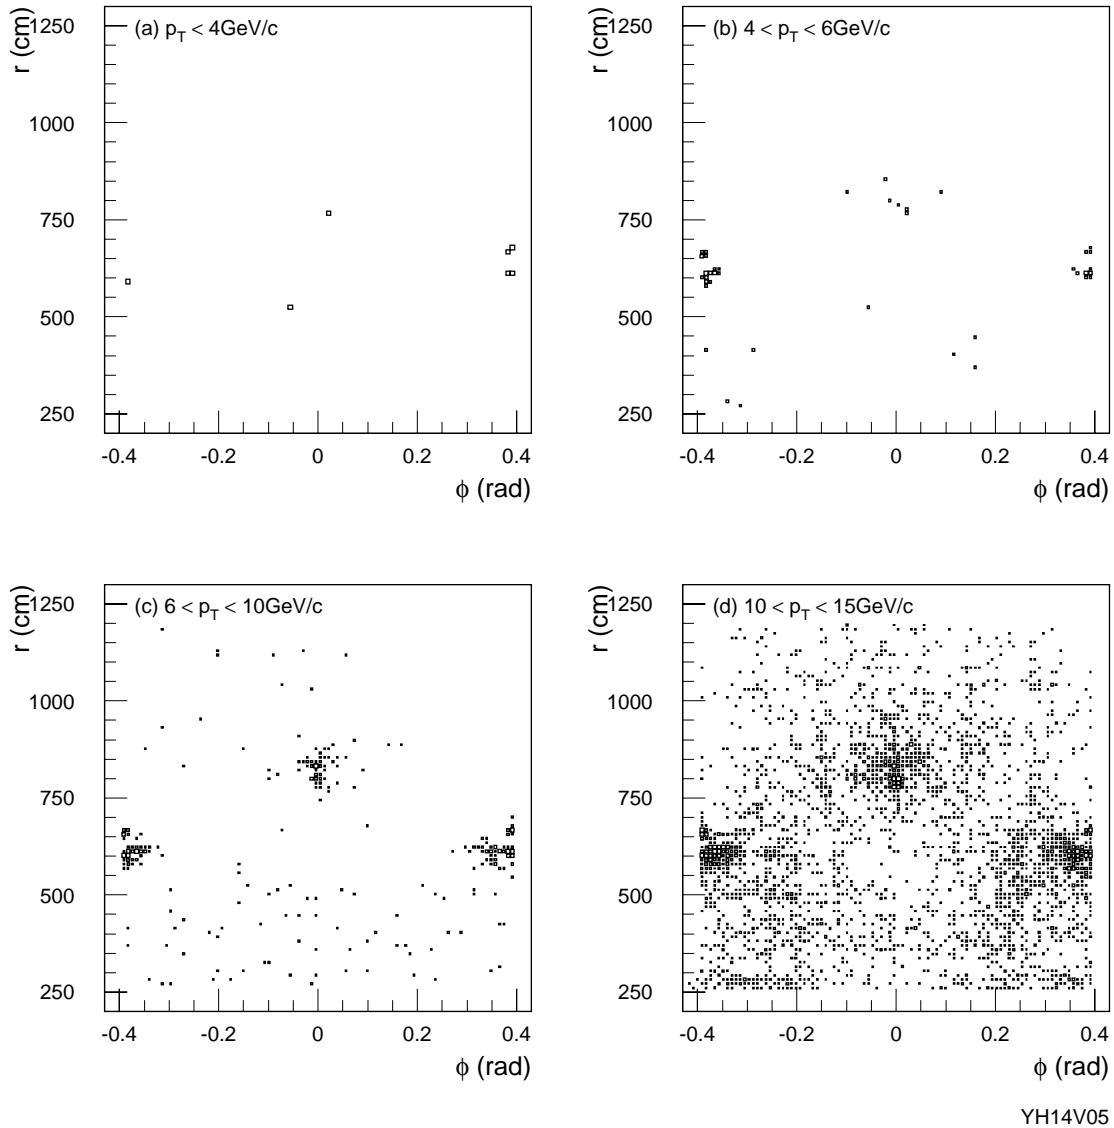 (a) p_T < 4GeV/c
r (cm)
1250
1000
750
500
250
-0.4 -0.2 0 0.2 0.4
ϕ (rad)
(b) 4 < p_T < 6GeV/c
r (cm)
1250
1000
750
500
250
-0.4 -0.2 0 0.2 0.4
ϕ (rad)
(c) 6 < p_T < 10GeV/c
r (cm)
1250
1000
750
500
250
-0.4 -0.2 0 0.2 0.4
ϕ (rad)
(d) 10 < p_T < 15GeV/c
r (cm)
1250
1000
750
500
250
-0.4 -0.2 0 0.2 0.4
ϕ (rad)
YH14V05